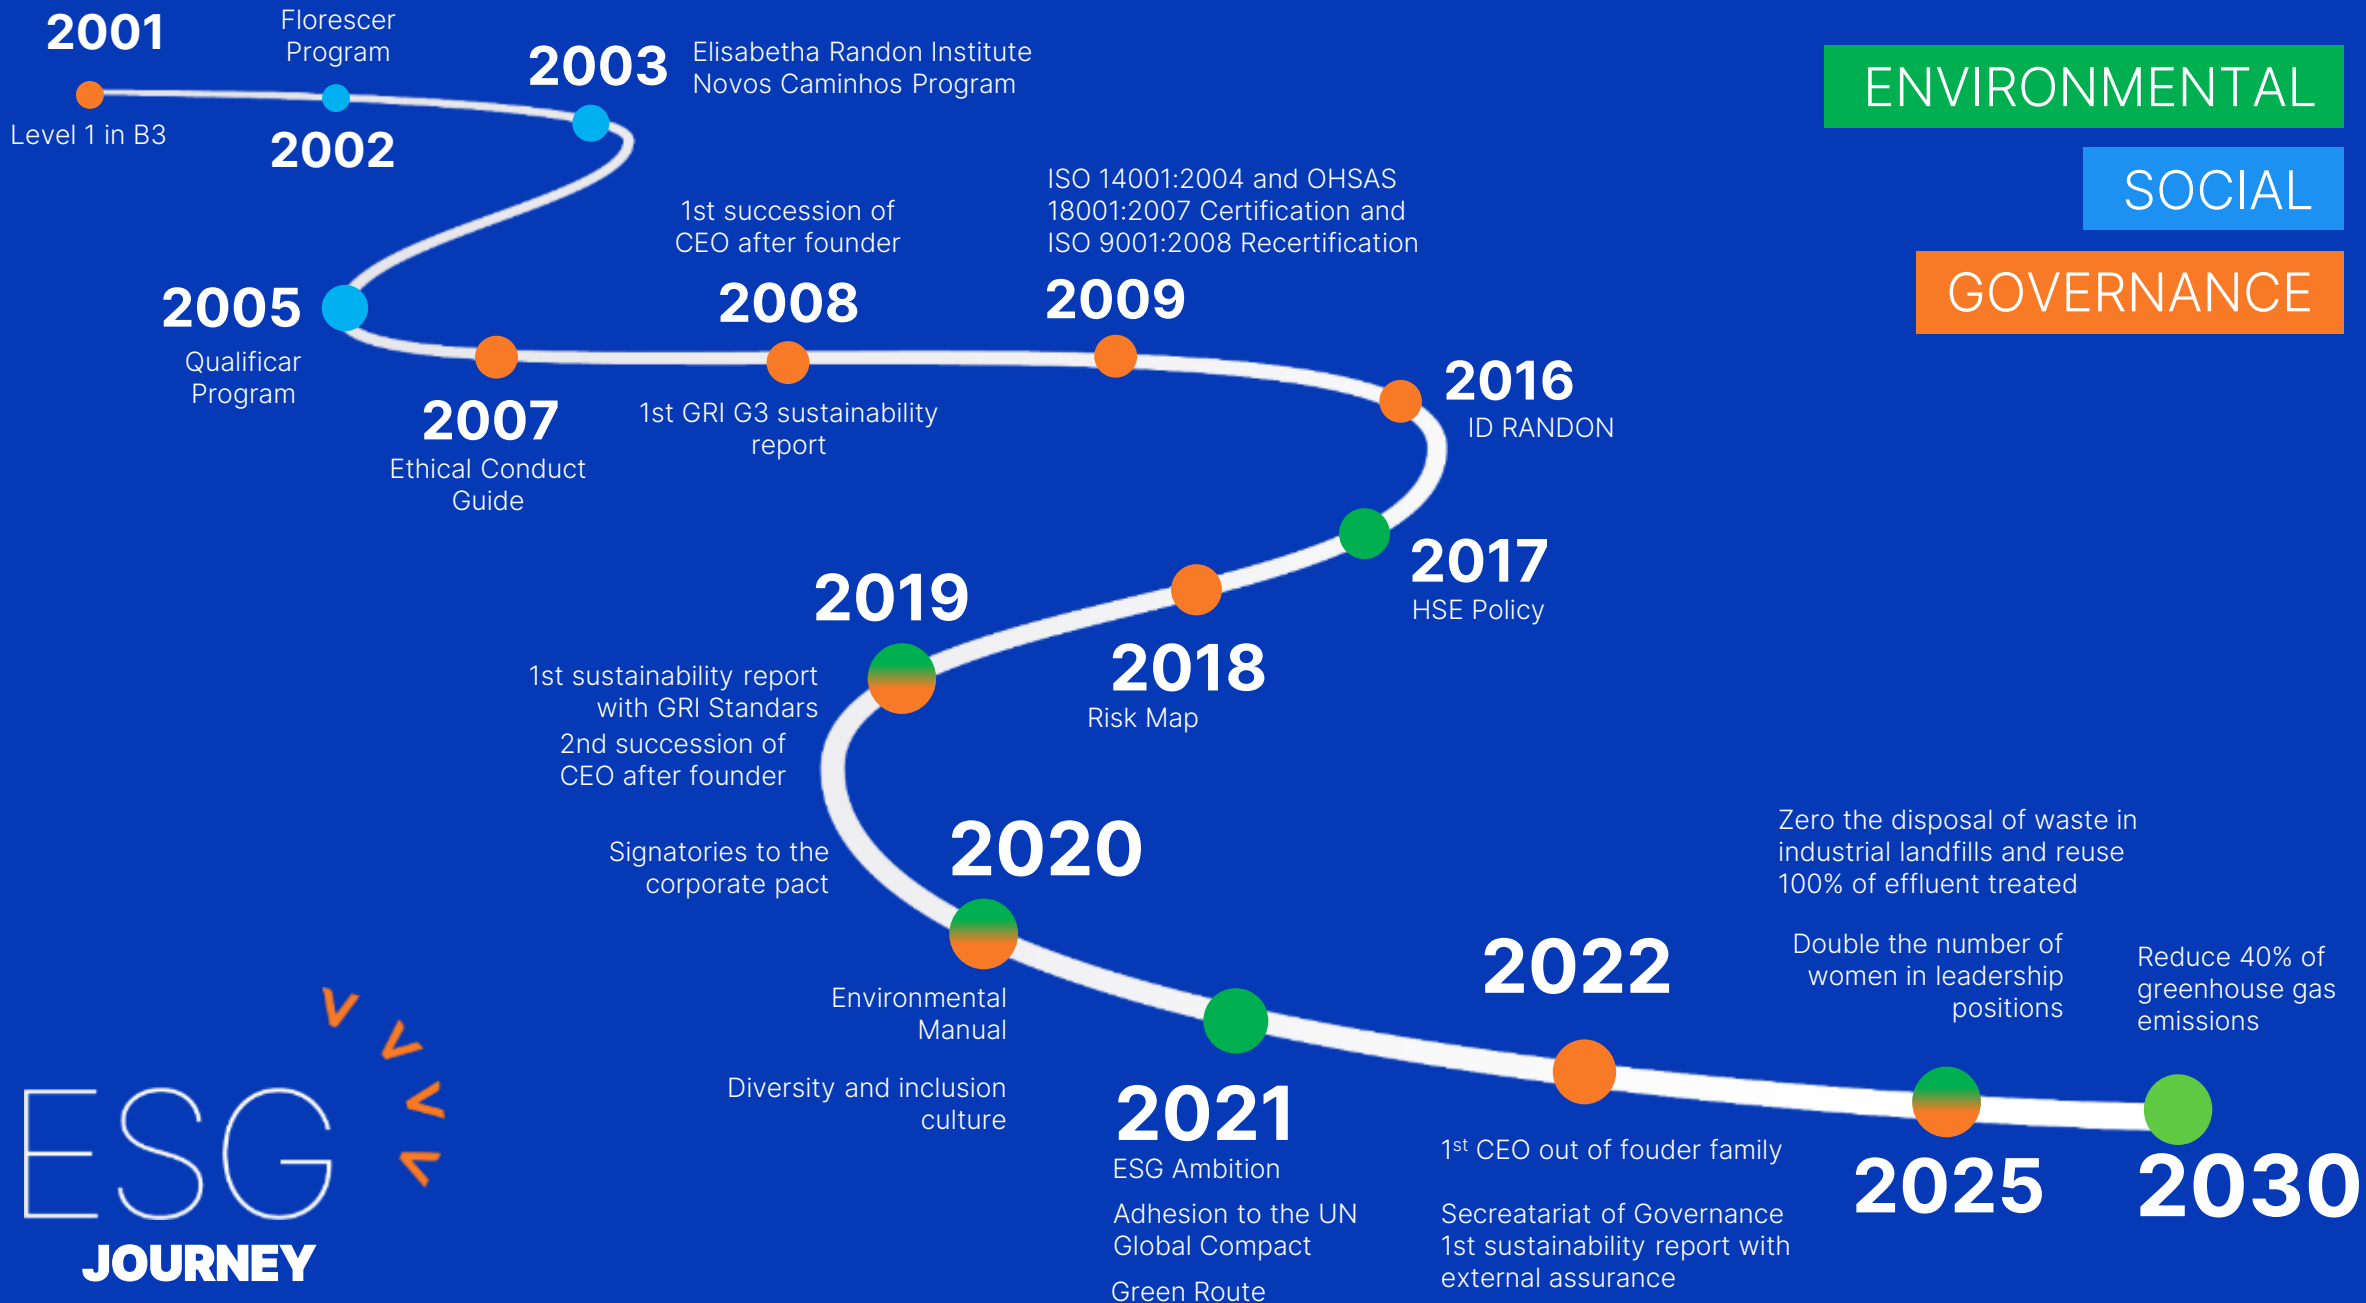 2001
Level 1 in B3
Florescer
Program
2002
2003
Elisabetha Randon Institute
Novos Caminhos Program
ENVIRONMENTAL
SOCIAL
GOVERNANCE
2005
Qualificar
Program
2007
Ethical Conduct
Guide
1st succession of
CEO after founder
2008
1st GRI G3 sustainability
report
ISO 14001:2004 and OHSAS
18001:2007 Certification and
ISO 9001:2008 Recertification
2009
2016
ID RANDON
2017
HSE Policy
2018
Risk Map
2019
1st sustainability report
with GRI Standars
2nd succession of
CEO after founder
Signatories to the
corporate pact
2020
Environmental
Manual
Diversity and inclusion
culture
2021
ESG Ambition
Adhesion to the UN
Global Compact
Green Route
2022
1st CEO out of fouder family
Secreatariat of Governance
1st sustainability report with
external assurance
Zero the disposal of waste in
industrial landfills and reuse
100% of effluent treated
Double the number of
women in leadership
positions
2025
Reduce 40% of
greenhouse gas
emissions
2030
ESG
JOURNEY